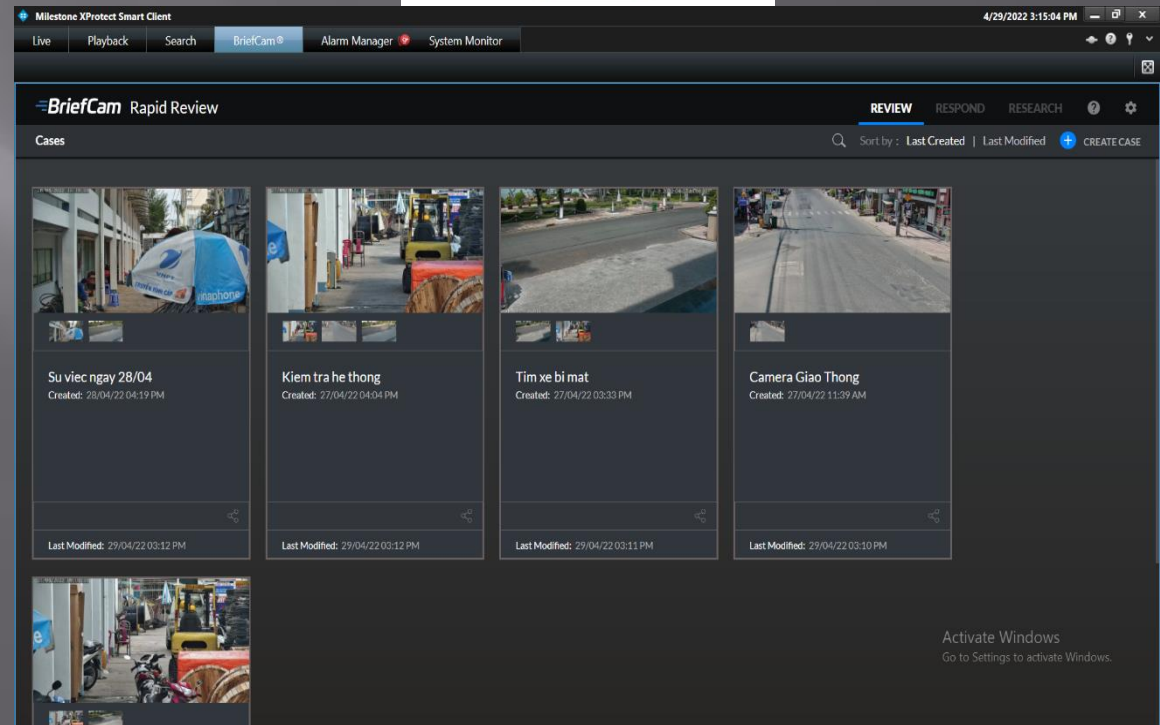 Milestone XProtect Smart Client
4/29/2022 3:15:04 PM
Live Playback Search BriefCam® Alarm Manager System Monitor
BriefCam Rapid Review
REVIEW RESPOND RESEARCH
Cases
Sort by : Last Created | Last Modified CREATE CASE
vinaphone
Su viec ngay 28/04
Created: 28/04/22 04:19 PM
Last Modified: 29/04/22 03:12 PM
Kiem tra he thong
Created: 27/04/22 04:04 PM
Last Modified: 29/04/22 03:12 PM
Tim xe bi mat
Created: 27/04/22 03:33 PM
Last Modified: 29/04/22 03:11 PM
Camera Giao Thong
Created: 27/04/22 11:39 AM
Last Modified: 29/04/22 03:10 PM
Activate Windows
Go to Settings to activate Windows.